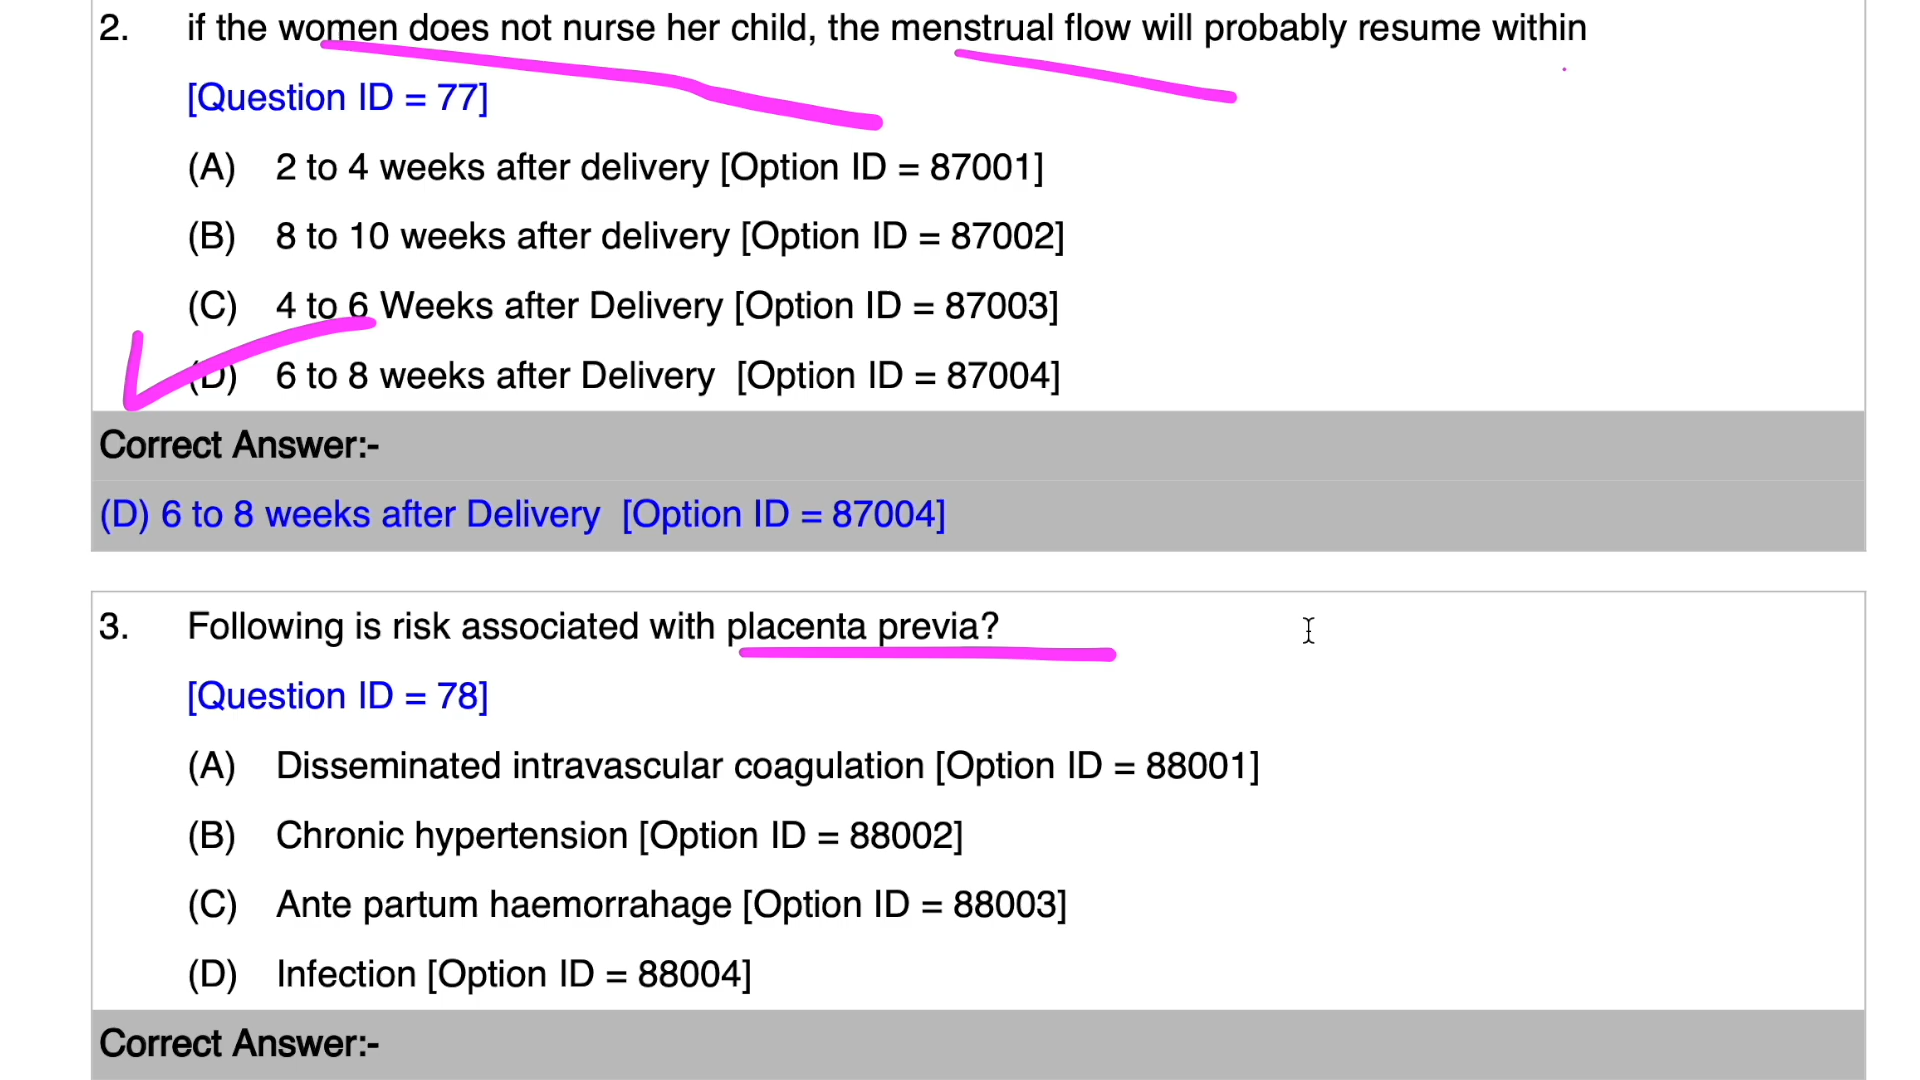 2. if the women does not nurse her child, the menstrual flow will probably resume within
[Question ID = 77]
(A) 2 to 4 weeks after delivery [Option ID = 87001]
(B) 8 to 10 weeks after delivery [Option ID = 87002]
(C) 4 to 6 Weeks after Delivery [Option ID = 87003]
(D) 6 to 8 weeks after Delivery [Option ID = 87004]
Correct Answer:-
(D) 6 to 8 weeks after Delivery [Option ID = 87004]
3. Following is risk associated with placenta previa?
[Question ID = 78]
(A) Disseminated intravascular coagulation [Option ID = 88001]
(B) Chronic hypertension [Option ID = 88002]
(C) Ante partum haemorrahage [Option ID = 88003]
(D) Infection [Option ID = 88004]
Correct Answer:-